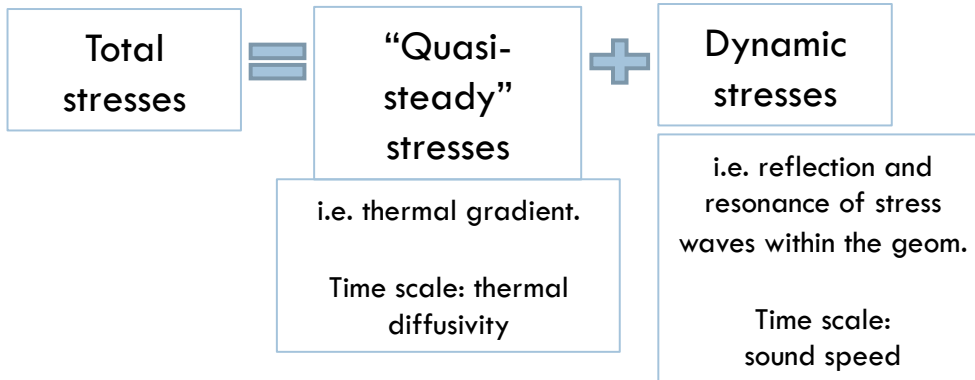 Total
stresses
“Quasi-
steady”
stresses
Dynamic
stresses
i.e. thermal gradient.
Time scale: thermal
diffusivity
i.e. reflection and
resonance of stress
waves within the geom.
Time scale:
sound speed